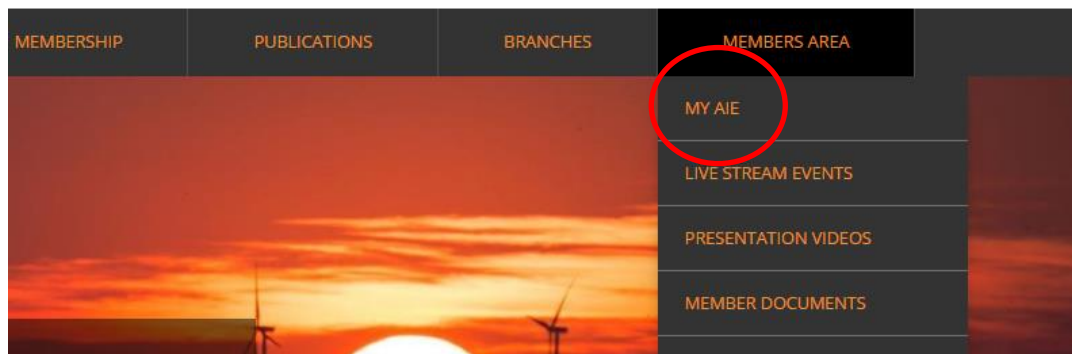 MEMBERSHIP PUBLICATIONS BRANCHES MEMBERS AREA
MY AIE
LIVE STREAM EVENTS
PRESENTATION VIDEOS
MEMBER DOCUMENTS